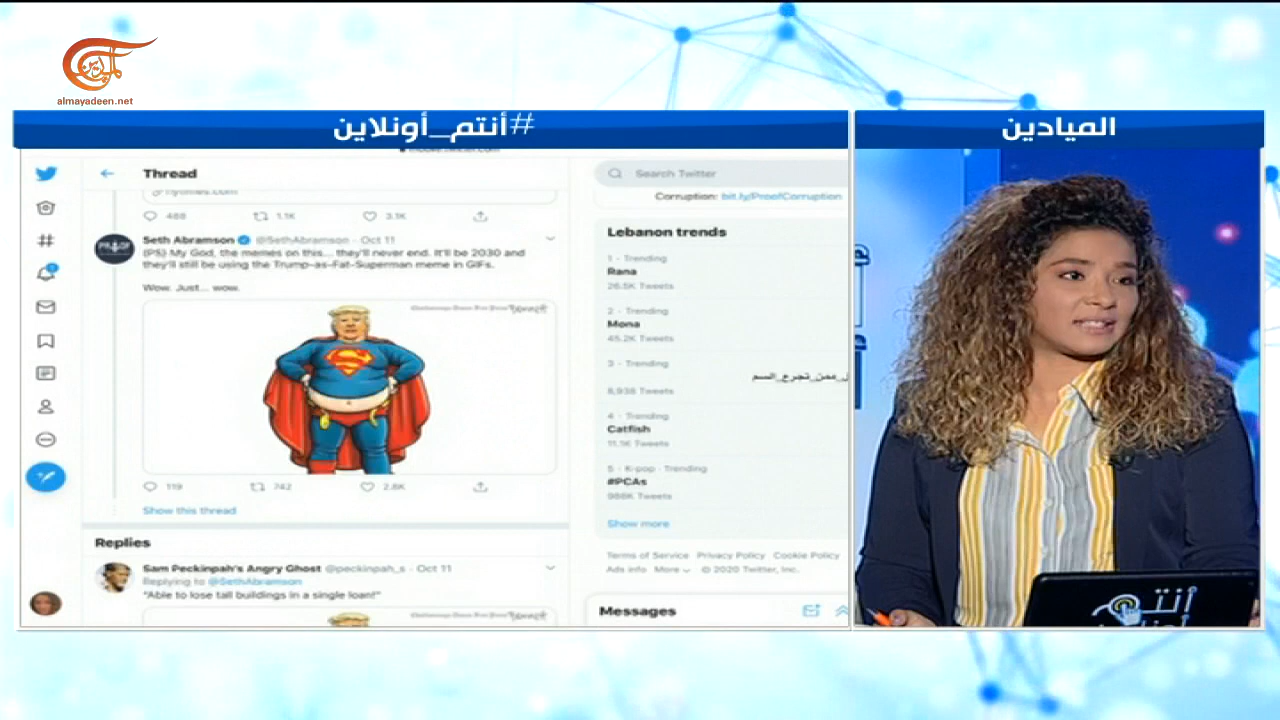 الميادين
almayadeen.net
#أنتم_أونلاين
الميادين
Thread
488 1.1K 3.1K
Seth Abramson @SethAbramson · Oct 11
(PS) My God, the memes on this... they'll never end. It'll be 2030 and
they'll still be using the Trump-as-Fat-Superman meme in GIFs.
Wow. Just... wow.
119 742 2.8K
Show this thread
Replies
Sam Peckinpah's Angry Ghost @peckinpah_s · Oct 11
Replying to @SethAbramson
"Able to lose tall buildings in a single loan!"
Search Twitter
Corruption: bit.ly/ProofCorruption
Lebanon trends
1 · Trending
Rana
26.5K Tweets
2 · Trending
Mona
45.2K Tweets
3 · Trending
8,938 Tweets
4 · Trending
Catfish
11.1K Tweets
5 · K-pop · Trending
#PCAs
988K Tweets
Show more
Terms of Service Privacy Policy Cookie Policy
Ads info More © 2020 Twitter, Inc.
Messages
أنتم
أونلاين